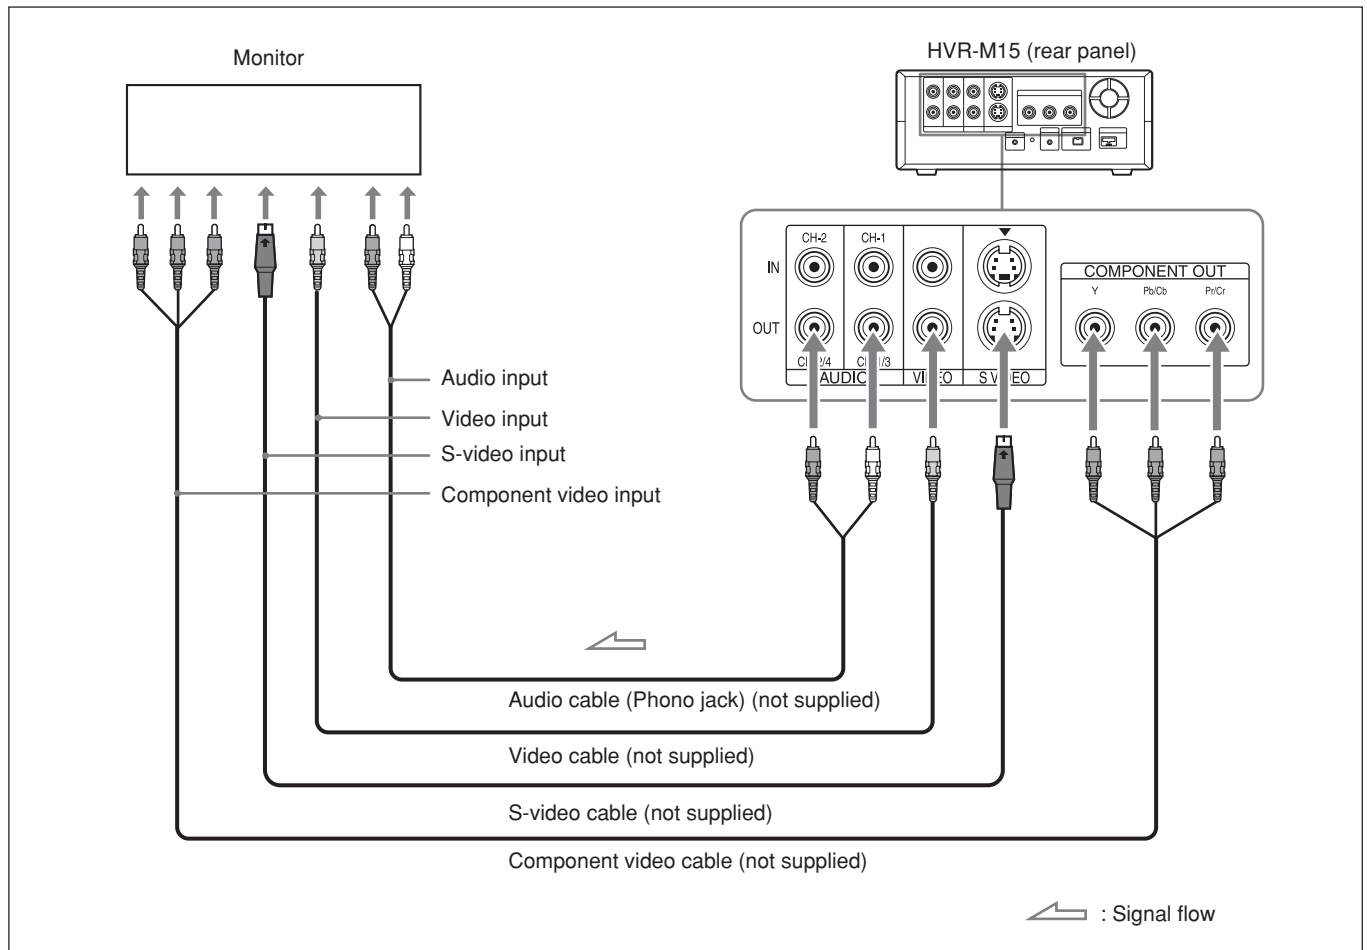 Monitor
HVR-M15 (rear panel)
CH-2
CH-1
IN
COMPONENT OUT
Y
Pb/Cb
Pr/Cr
OUT
AUDIO
VIDEO
S VIDEO
Audio input
Video input
S-video input
Component video input
Audio cable (Phono jack) (not supplied)
Video cable (not supplied)
S-video cable (not supplied)
Component video cable (not supplied)
: Signal flow